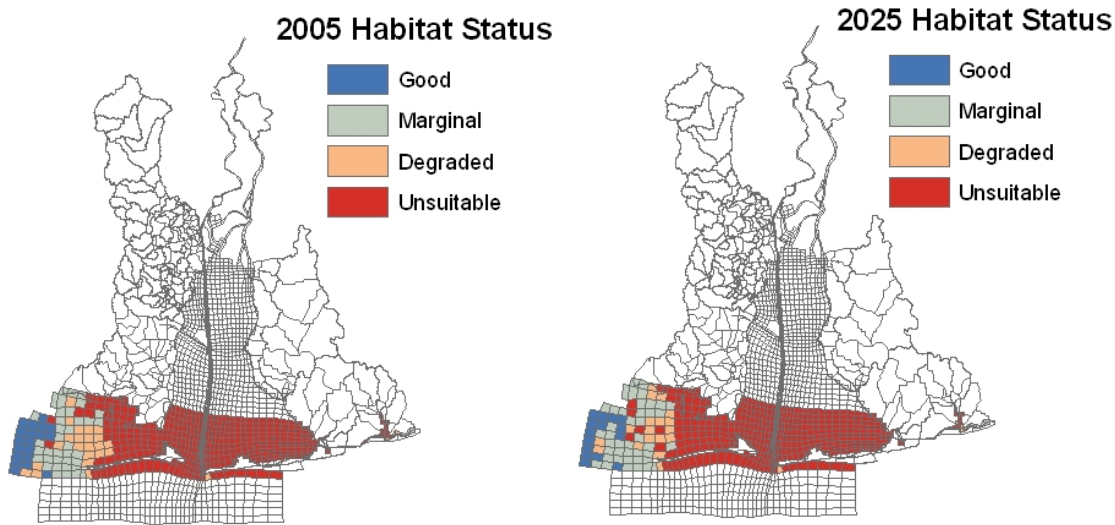 2005 Habitat Status
Good
Marginal
Degraded
Unsuitable
2025 Habitat Status
Good
Marginal
Degraded
Unsuitable